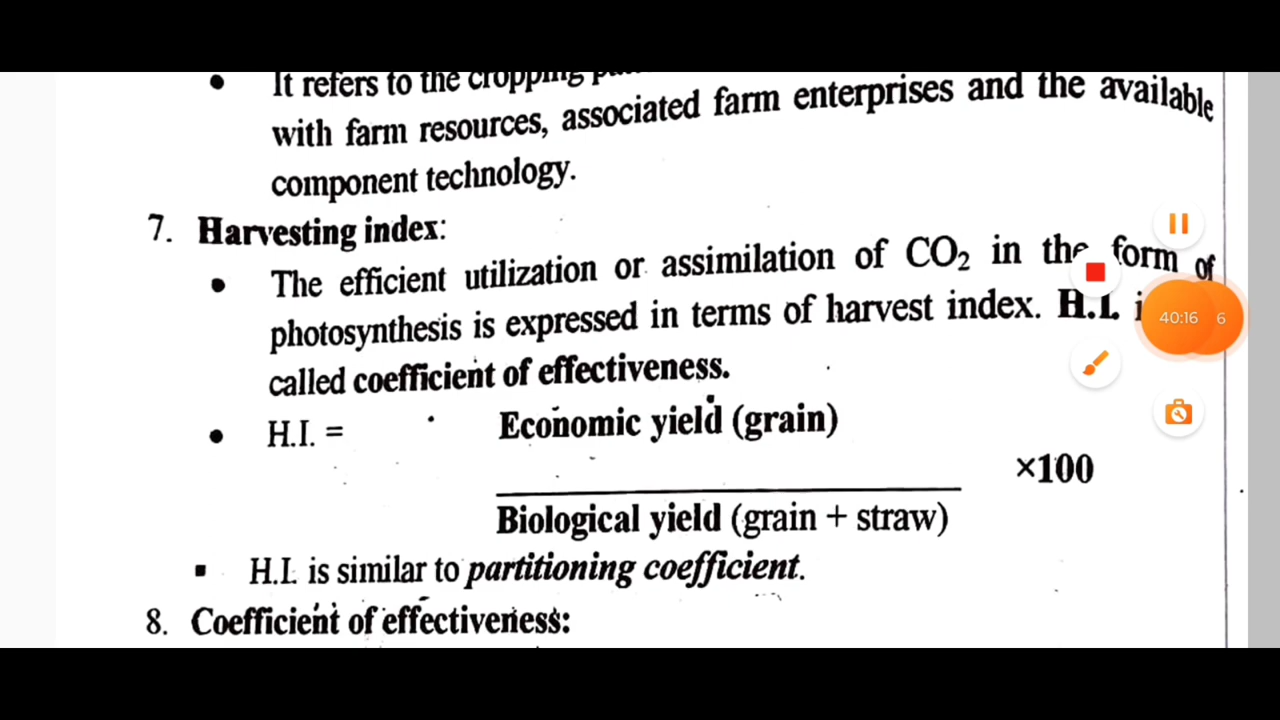 It refers to the cropping
with farm resources, associated farm enterprises and the available
component technology.
7. Harvesting index:
The efficient utilization or assimilation of CO₂ in the form of
photosynthesis is expressed in terms of harvest index. H.I.
called coefficient of effectiveness.
H.I. = Economic yield (grain)
×100
Biological yield (grain + straw)
H.I. is similar to partitioning coefficient.
8. Coefficient of effectiveness:
40:16 6